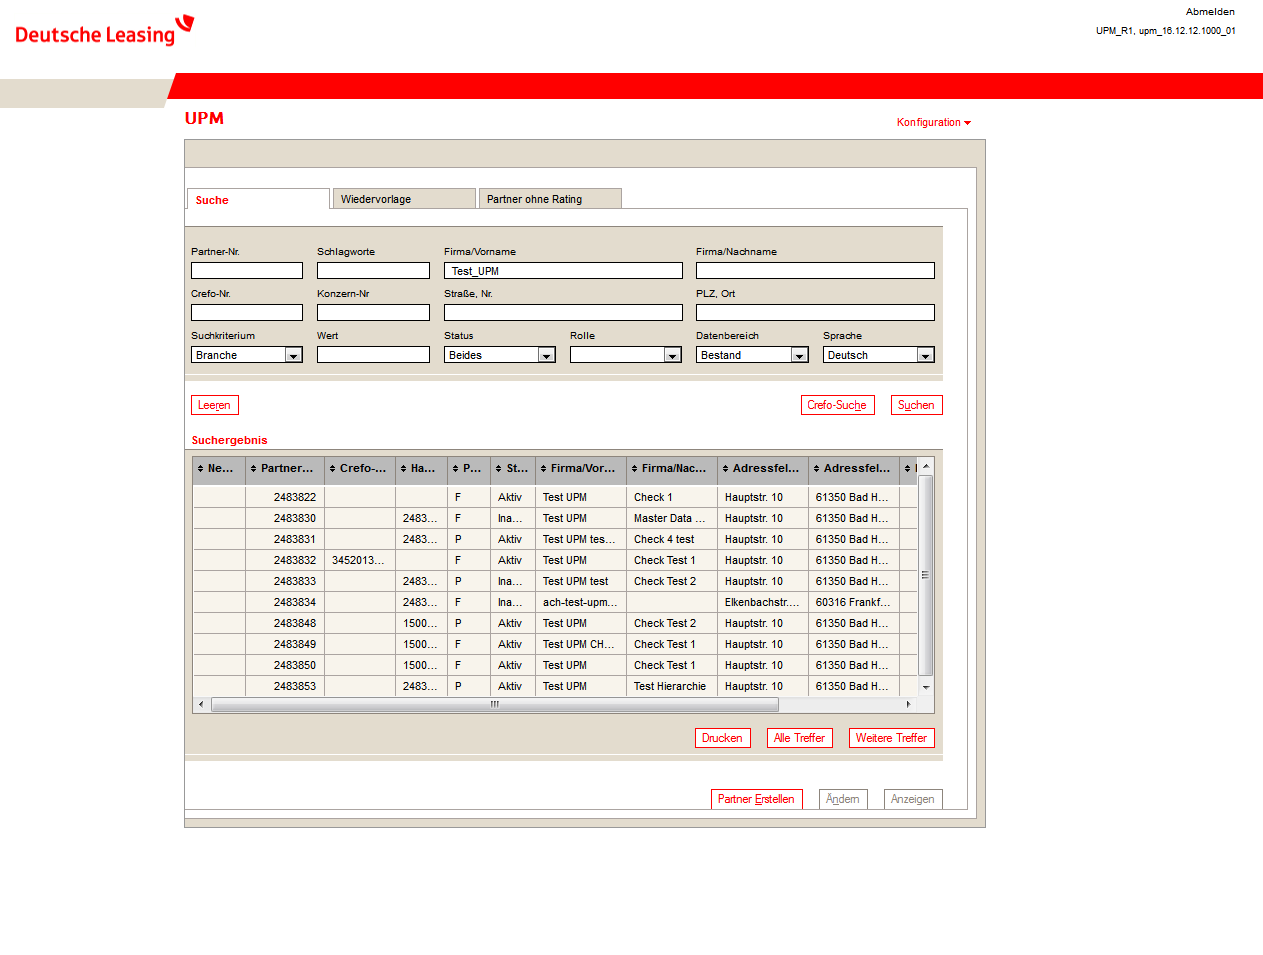 Abmelden
Deutsche Leasing
UPM_R1, upm_16.12.12.1000_01
UPM
Konfiguration
Suche Wiedervorlage Partner ohne Rating
Partner-Nr. Schlagworte Firma/Vorname Firma/Nachname
Test_UPM
Crefo-Nr. Konzern-Nr Straße, Nr. PLZ, Ort
Suchkriterium Wert Status Rolle Datenbereich Sprache
Branche Beides Bestand Deutsch
Leeren Crefo-Suche Suchen
Suchergebnis
Ne... Partner... Crefo-... Ha... P... St... Firma/Vor... Firma/Nac... Adressfel... Adressfel...
2483822 F Aktiv Test UPM Check 1 Hauptstr. 10 61350 Bad H...
2483830 2483... F Ina... Test UPM Master Data ... Hauptstr. 10 61350 Bad H...
2483831 2483... P Aktiv Test UPM tes... Check 4 test Hauptstr. 10 61350 Bad H...
2483832 3452013... F Aktiv Test UPM Check Test 1 Hauptstr. 10 61350 Bad H...
2483833 2483... P Ina... Test UPM test Check Test 2 Hauptstr. 10 61350 Bad H...
2483834 2483... F Ina... ach-test-upm... Elkenbachstr.... 60316 Frankf...
2483848 1500... P Aktiv Test UPM Check Test 2 Hauptstr. 10 61350 Bad H...
2483849 1500... F Aktiv Test UPM CH... Check Test 1 Hauptstr. 10 61350 Bad H...
2483850 1500... F Aktiv Test UPM Check Test 1 Hauptstr. 10 61350 Bad H...
2483853 2483... P Aktiv Test UPM Test Hierarchie Hauptstr. 10 61350 Bad H...
Drucken Alle Treffer Weitere Treffer
Partner Erstellen Ändern Anzeigen